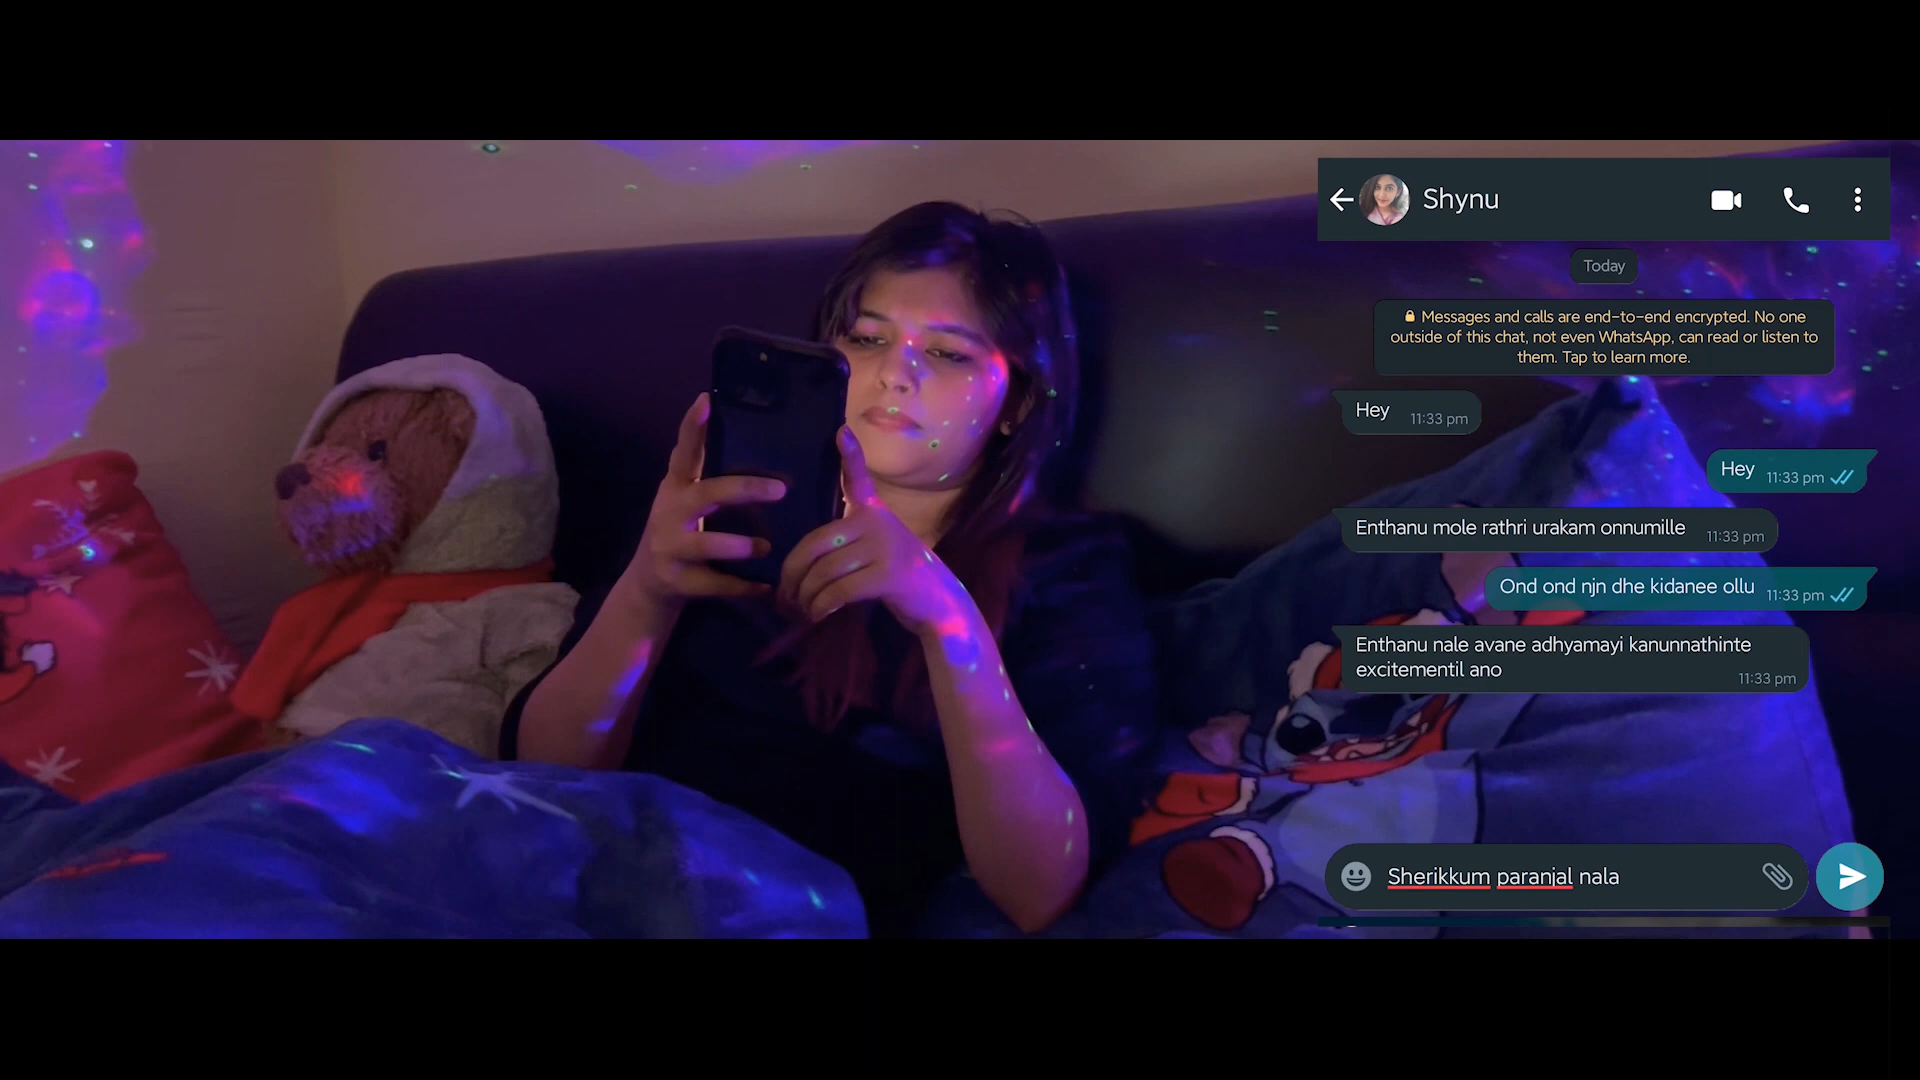 Shynu
Today
Messages and calls are end-to-end encrypted. No one
outside of this chat, not even WhatsApp, can read or listen to
them. Tap to learn more.
Hey 11:33 pm
Hey 11:33 pm
Enthanu mole rathri urakam onnumille 11:33 pm
Ond ond njn dhe kidanee ollu 11:33 pm
Enthanu nale avane adhyamayi kanunnathinte
excitementil ano 11:33 pm
Sherikkum paranjal nala